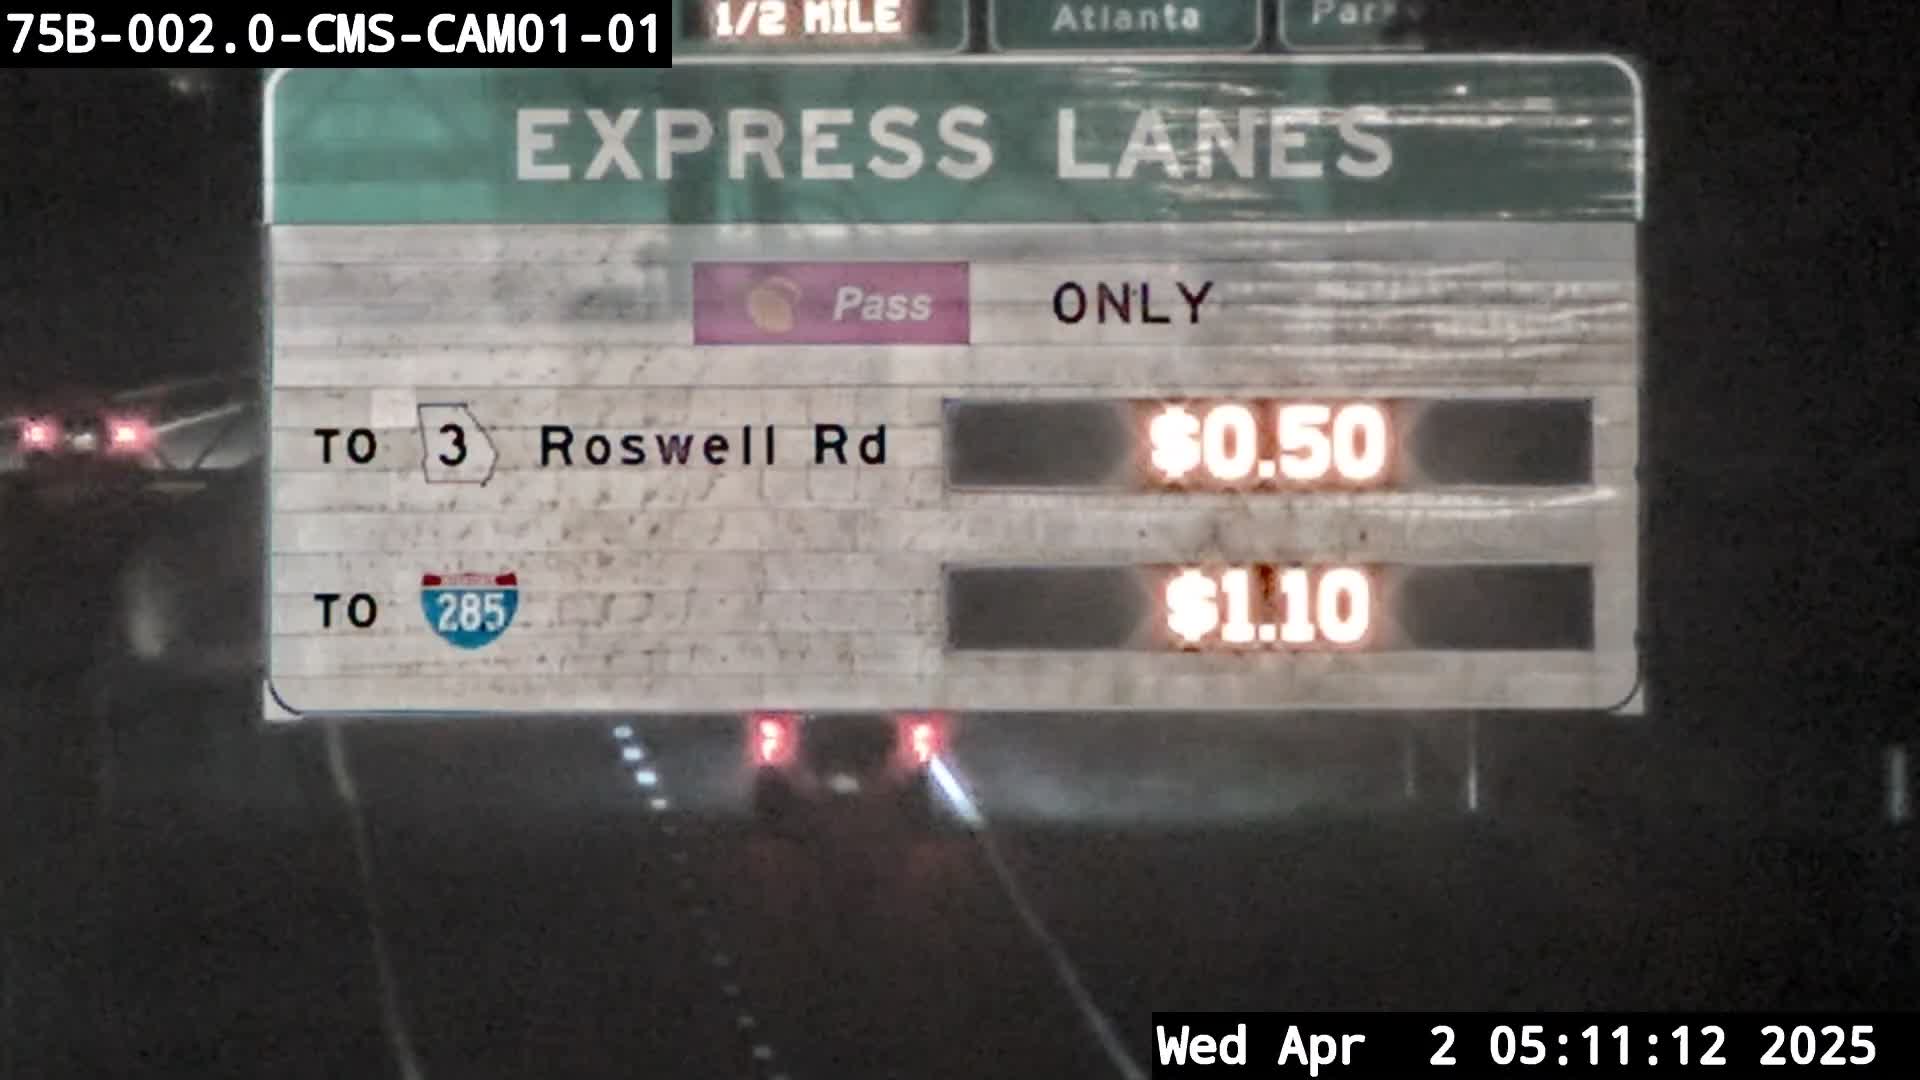 75B-002.0-CMS-CAM01-01
1/2 MILE
Atlanta
EXPRESS LANES
Pass ONLY
TO 3 Roswell Rd $0.50
TO 285 $1.10
Wed Apr 2 05:11:12 2025